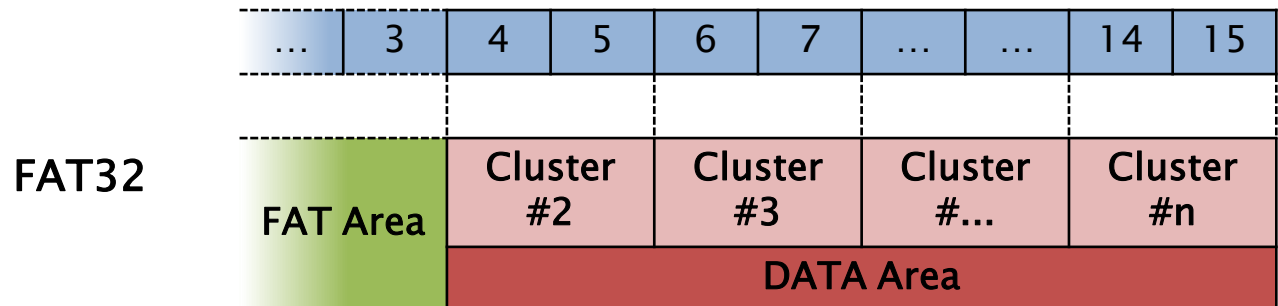 ... 3 4 5 6 7 ... ... 14 15
FAT32
FAT Area
Cluster
#2
Cluster
#3
Cluster
#...
Cluster
#n
DATA Area